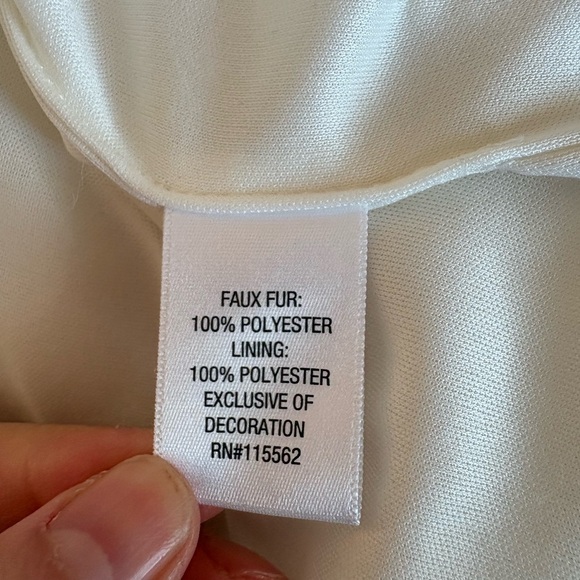 FAUX FUR:
100% POLYESTER
LINING:
100% POLYESTER
EXCLUSIVE OF
DECORATION
RN#115562